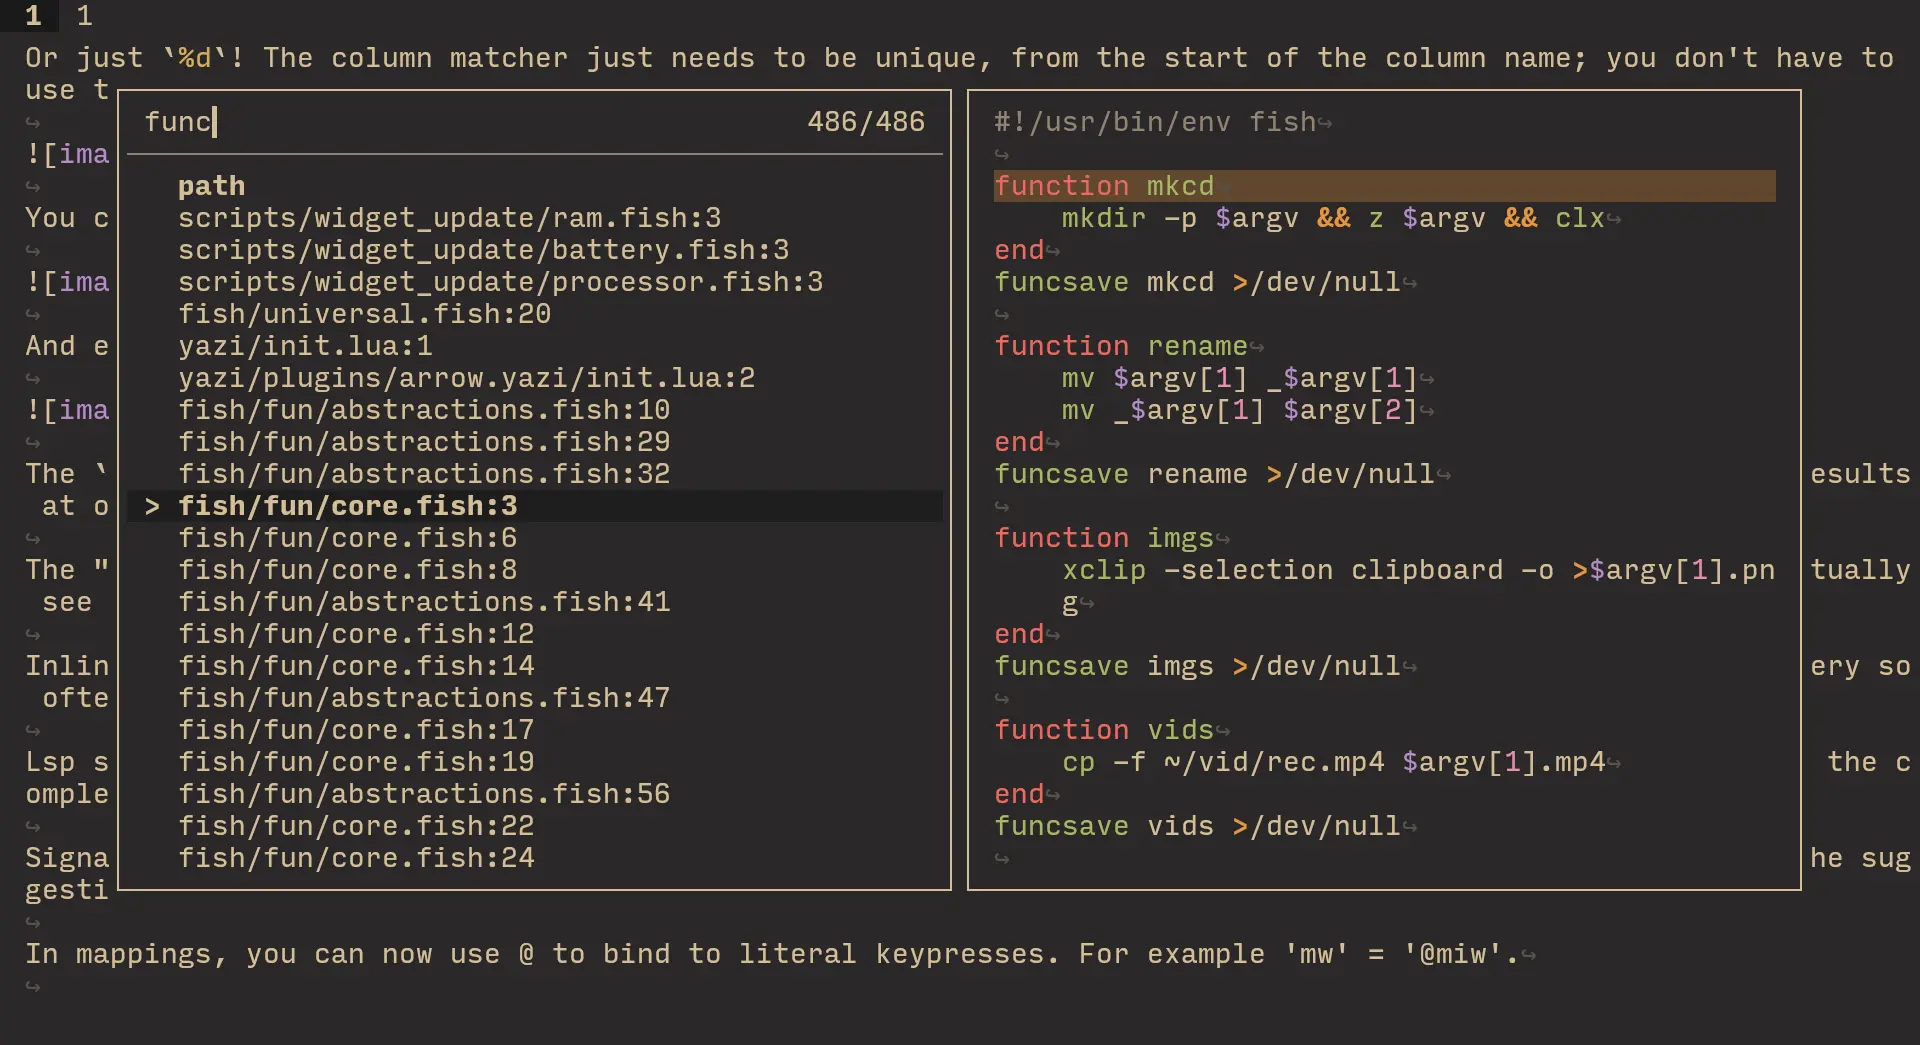 1 1
Or just `%d`! The column matcher just needs to be unique, from the start of the column name; you don't have to
use t
↪
![ima
↪
You c
↪
![ima
↪
And e
↪
![ima
↪
The `
at o
↪
The "
see
↪
Inlin
ofte
↪
Lsp s
omple
↪
Signa
gesti
↪
func 486/486
path
scripts/widget_update/ram.fish:3
scripts/widget_update/battery.fish:3
scripts/widget_update/processor.fish:3
fish/universal.fish:20
yazi/init.lua:1
yazi/plugins/arrow.yazi/init.lua:2
fish/fun/abstractions.fish:10
fish/fun/abstractions.fish:29
fish/fun/abstractions.fish:32
> fish/fun/core.fish:3
fish/fun/core.fish:6
fish/fun/core.fish:8
fish/fun/abstractions.fish:41
fish/fun/core.fish:12
fish/fun/core.fish:14
fish/fun/abstractions.fish:47
fish/fun/core.fish:17
fish/fun/core.fish:19
fish/fun/abstractions.fish:56
fish/fun/core.fish:22
fish/fun/core.fish:24
#!/usr/bin/env fish↪
↪
function mkcd↪
mkdir -p $argv && z $argv && clx↪
end↪
funcsave mkcd >/dev/null↪
↪
function rename↪
mv $argv[1] _$argv[1]↪
mv _$argv[1] $argv[2]↪
end↪
funcsave rename >/dev/null↪
↪
function imgs↪
xclip -selection clipboard -o >$argv[1].pn
g↪
end↪
funcsave imgs >/dev/null↪
↪
function vids↪
cp -f ~/vid/rec.mp4 $argv[1].mp4↪
end↪
funcsave vids >/dev/null↪
↪
esults
tually
ery so
the c
he sug
In mappings, you can now use @ to bind to literal keypresses. For example 'mw' = '@miw'.↪
↪